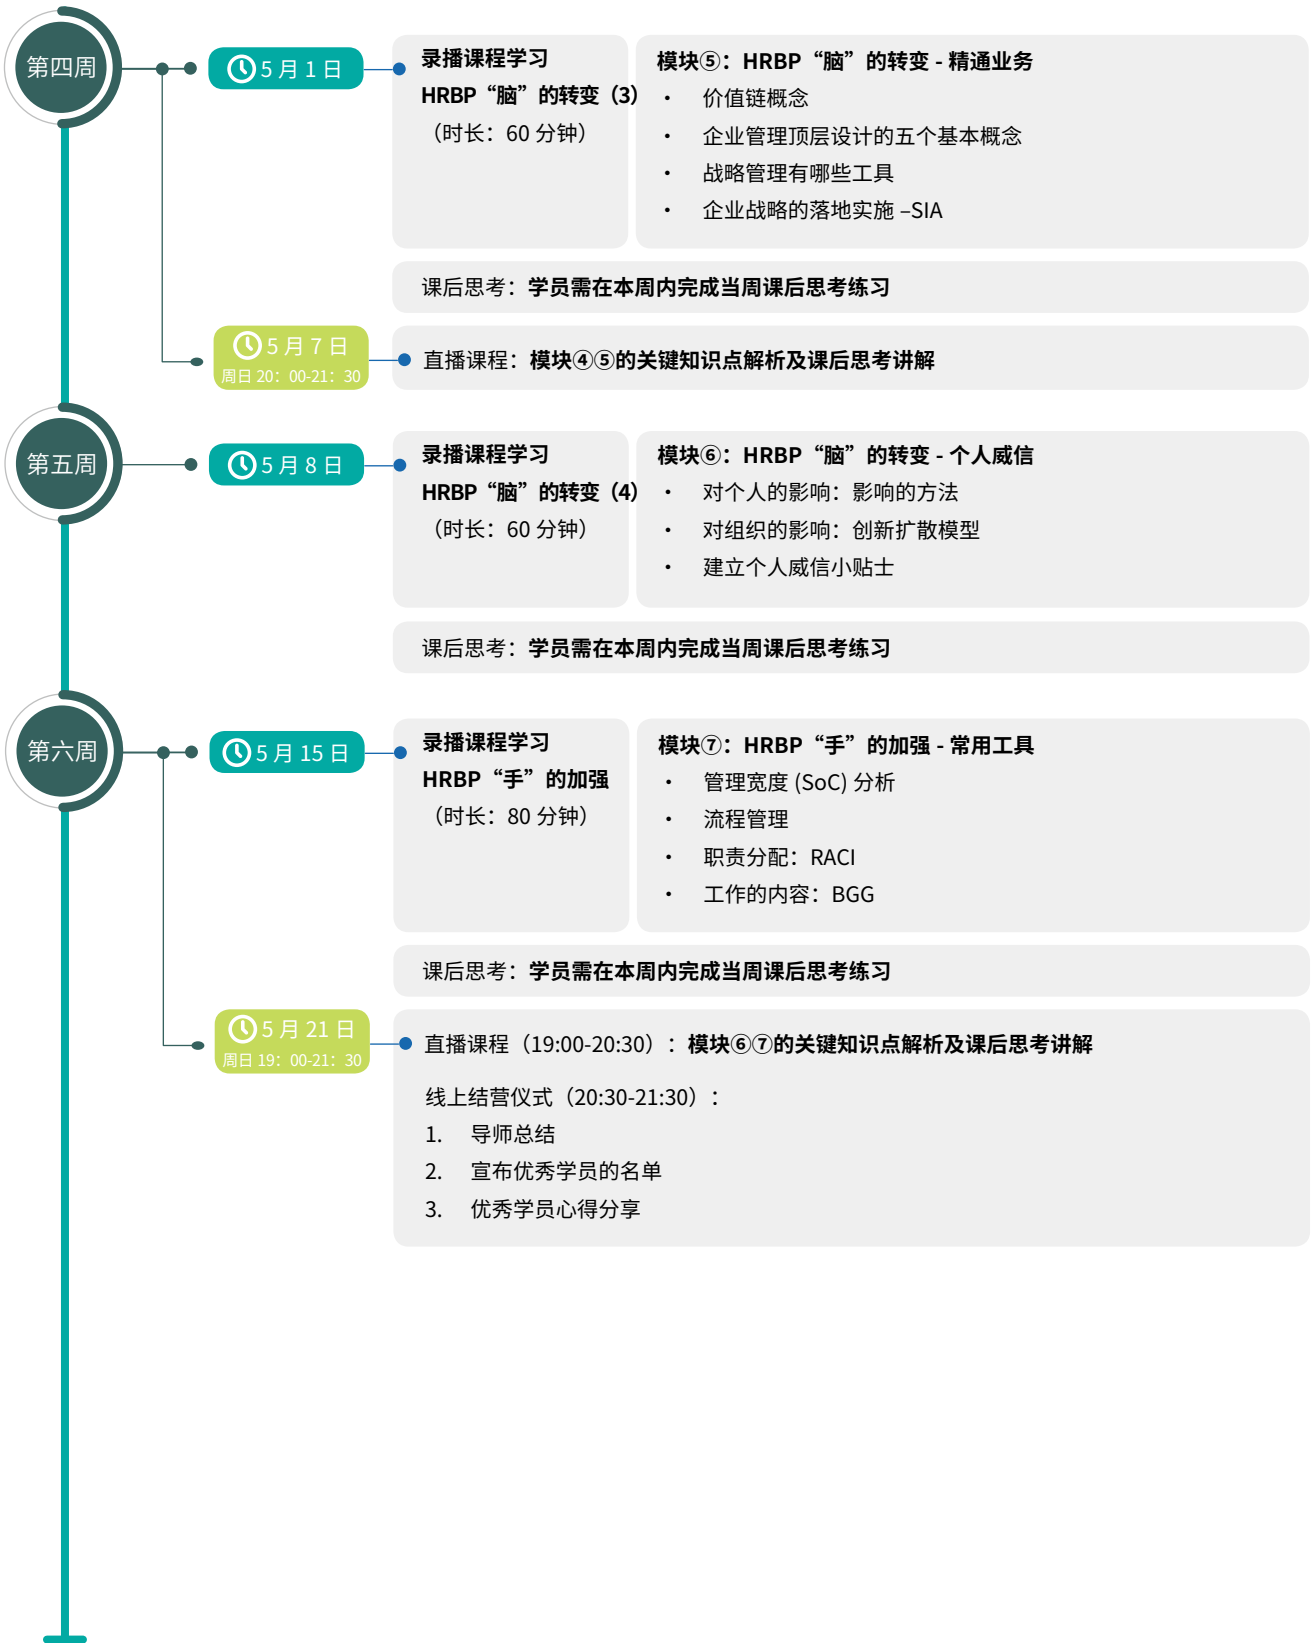 第四周
5 月 1 日
录播课程学习
HRBP“脑”的转变（3）
（时长：60 分钟）
模块⑤：HRBP“脑”的转变 - 精通业务
• 价值链概念
• 企业管理顶层设计的五个基本概念
• 战略管理有哪些工具
• 企业战略的落地实施 –SIA
课后思考：学员需在本周内完成当周课后思考练习
5 月 7 日
周日 20：00-21：30
直播课程：模块④⑤的关键知识点解析及课后思考讲解
第五周
5 月 8 日
录播课程学习
HRBP“脑”的转变（4）
（时长：60 分钟）
模块⑥：HRBP“脑”的转变 - 个人威信
• 对个人的影响：影响的方法
• 对组织的影响：创新扩散模型
• 建立个人威信小贴士
课后思考：学员需在本周内完成当周课后思考练习
第六周
5 月 15 日
录播课程学习
HRBP“手”的加强
（时长：80 分钟）
模块⑦：HRBP“手”的加强 - 常用工具
• 管理宽度 (SoC) 分析
• 流程管理
• 职责分配：RACI
• 工作的内容：BGG
课后思考：学员需在本周内完成当周课后思考练习
5 月 21 日
周日 19：00-21：30
直播课程（19:00-20:30）：模块⑥⑦的关键知识点解析及课后思考讲解
线上结营仪式（20:30-21:30）：
1. 导师总结
2. 宣布优秀学员的名单
3. 优秀学员心得分享